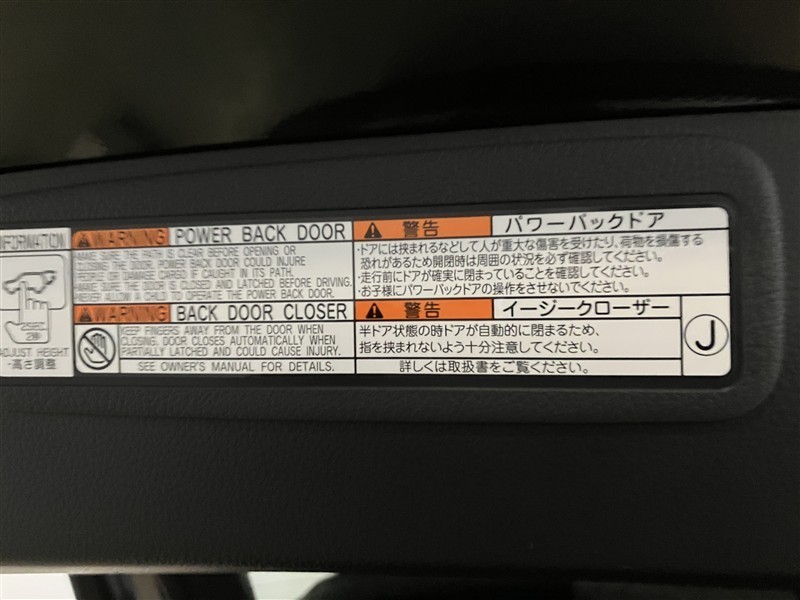 INFORMATION
2SEC.
2秒
ADJUST HEIGHT
・高さ調整
WARNING POWER BACK DOOR
・MAKE SURE THE PATH IS CLEAR BEFORE OPENING OR
THE POWER BACK DOOR COULD INJURE
OR DAMAGE CARGO IF CAUGHT IN ITS PATH.
DOOR IS CLOSED AND LATCHED BEFORE DRIVING.
TO OPERATE THE POWER BACK DOOR.
WARNING BACK DOOR CLOSER
KEEP FINGERS AWAY FROM THE DOOR WHEN
CLOSING. DOOR CLOSES AUTOMATICALLY WHEN
PARTIALLY LATCHED AND COULD CAUSE INJURY.
SEE OWNER'S MANUAL FOR DETAILS.
警告 パワーバックドア
・ドアには挟まれるなどして人が重大な傷害を受けたり、荷物を損傷する
恐れがあるため開閉時は周囲の状況を必ず確認してください。
・走行前にドアが確実に閉まっていることを確認してください。
・お子様にパワーバックドアの操作をさせないでください。
警告 イージークローザー
半ドア状態の時ドアが自動的に閉まるため、
指を挟まれないよう十分注意してください。
詳しくは取扱書をご覧ください。
J